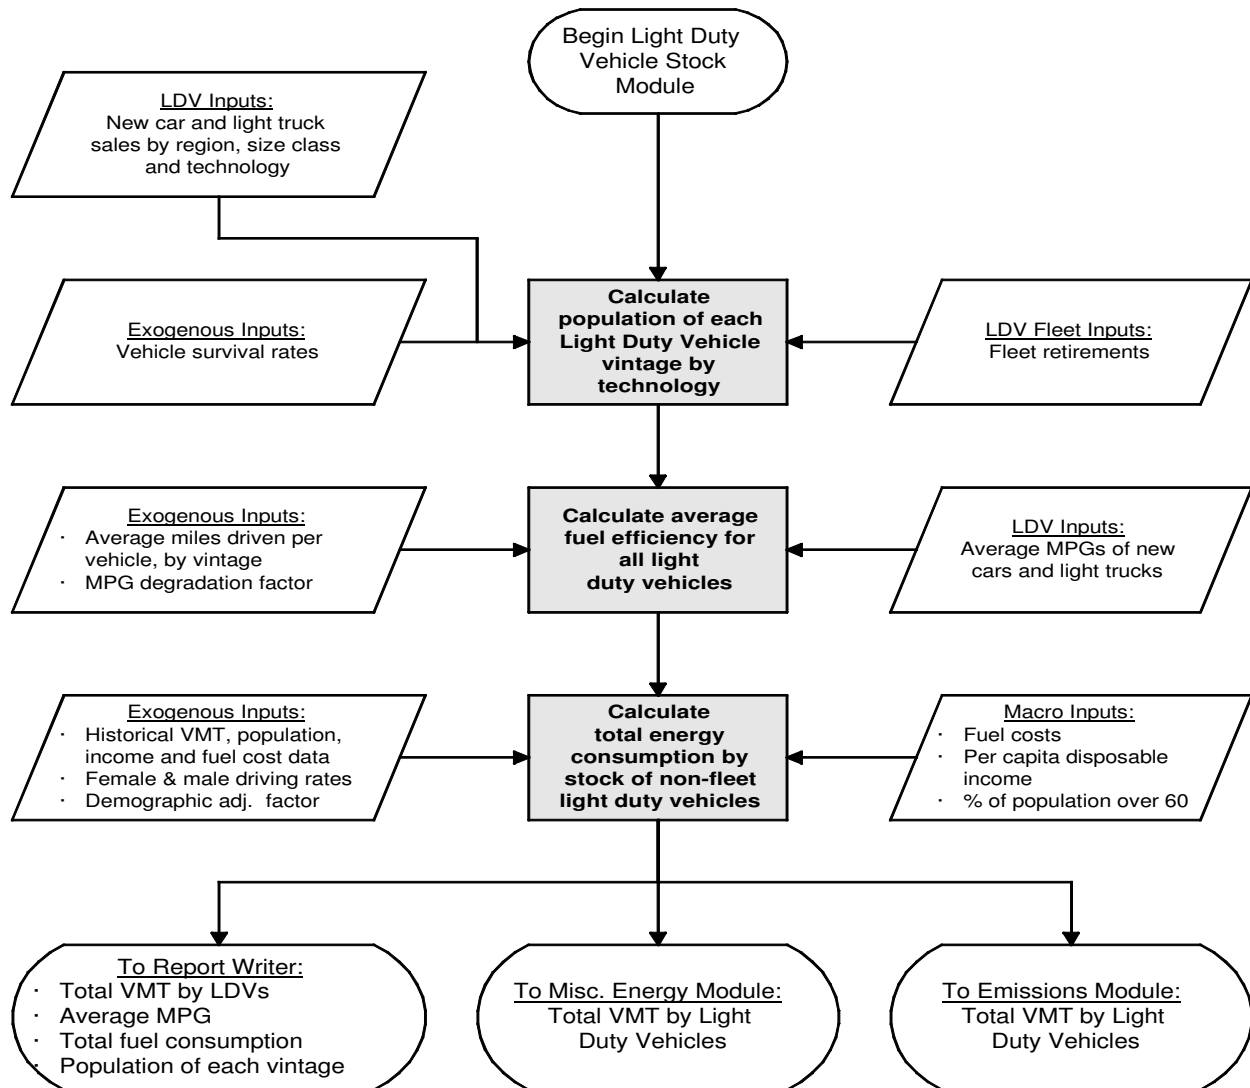 Begin Light Duty
Vehicle Stock
Module
LDV Inputs:
New car and light truck
sales by region, size class
and technology
Exogenous Inputs:
Vehicle survival rates
Calculate
population of each
Light Duty Vehicle
vintage by
technology
LDV Fleet Inputs:
Fleet retirements
Exogenous Inputs:
· Average miles driven per
vehicle, by vintage
· MPG degradation factor
Calculate average
fuel efficiency for
all light
duty vehicles
LDV Inputs:
Average MPGs of new
cars and light trucks
Exogenous Inputs:
· Historical VMT, population,
income and fuel cost data
· Female & male driving rates
· Demographic adj. factor
Calculate
total energy
consumption by
stock of non-fleet
light duty vehicles
Macro Inputs:
· Fuel costs
· Per capita disposable
income
· % of population over 60
To Report Writer:
· Total VMT by LDVs
· Average MPG
· Total fuel consumption
· Population of each vintage
To Misc. Energy Module:
Total VMT by Light
Duty Vehicles
To Emissions Module:
Total VMT by Light
Duty Vehicles